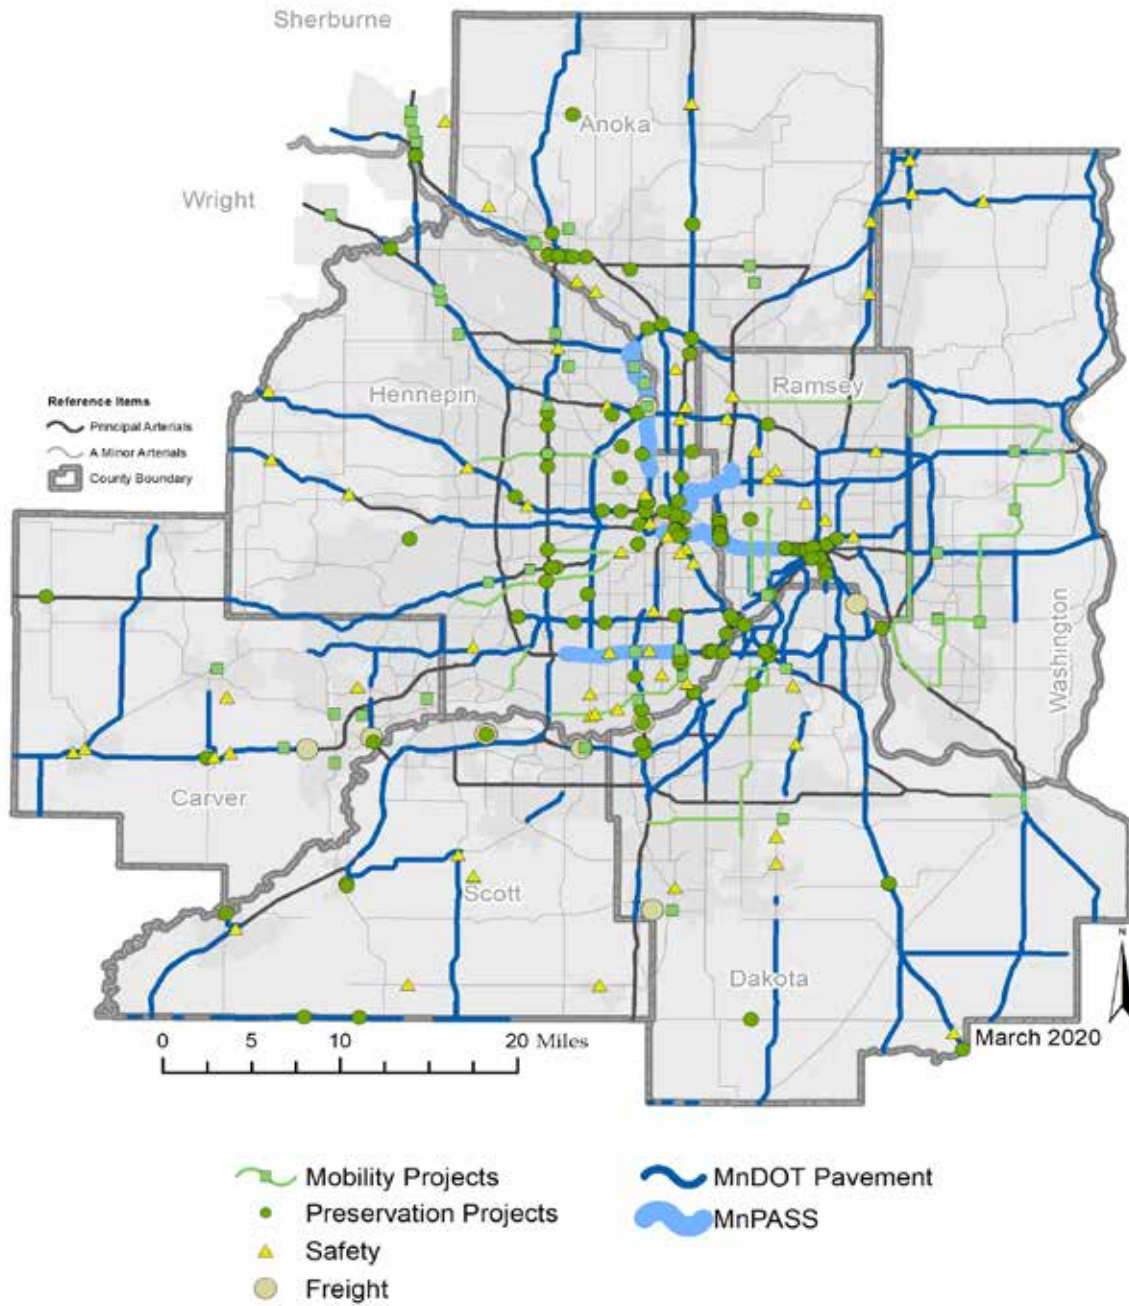 Sherburne
Anoka
Wright
Hennepin
Ramsey
Reference Items
Principal Arterials
A Minor Arterials
County Boundary
Washington
Carver
Scott
Dakota
N
March 2020
0 5 10 20 Miles
Mobility Projects
Preservation Projects
Safety
Freight
MnDOT Pavement
MnPASS